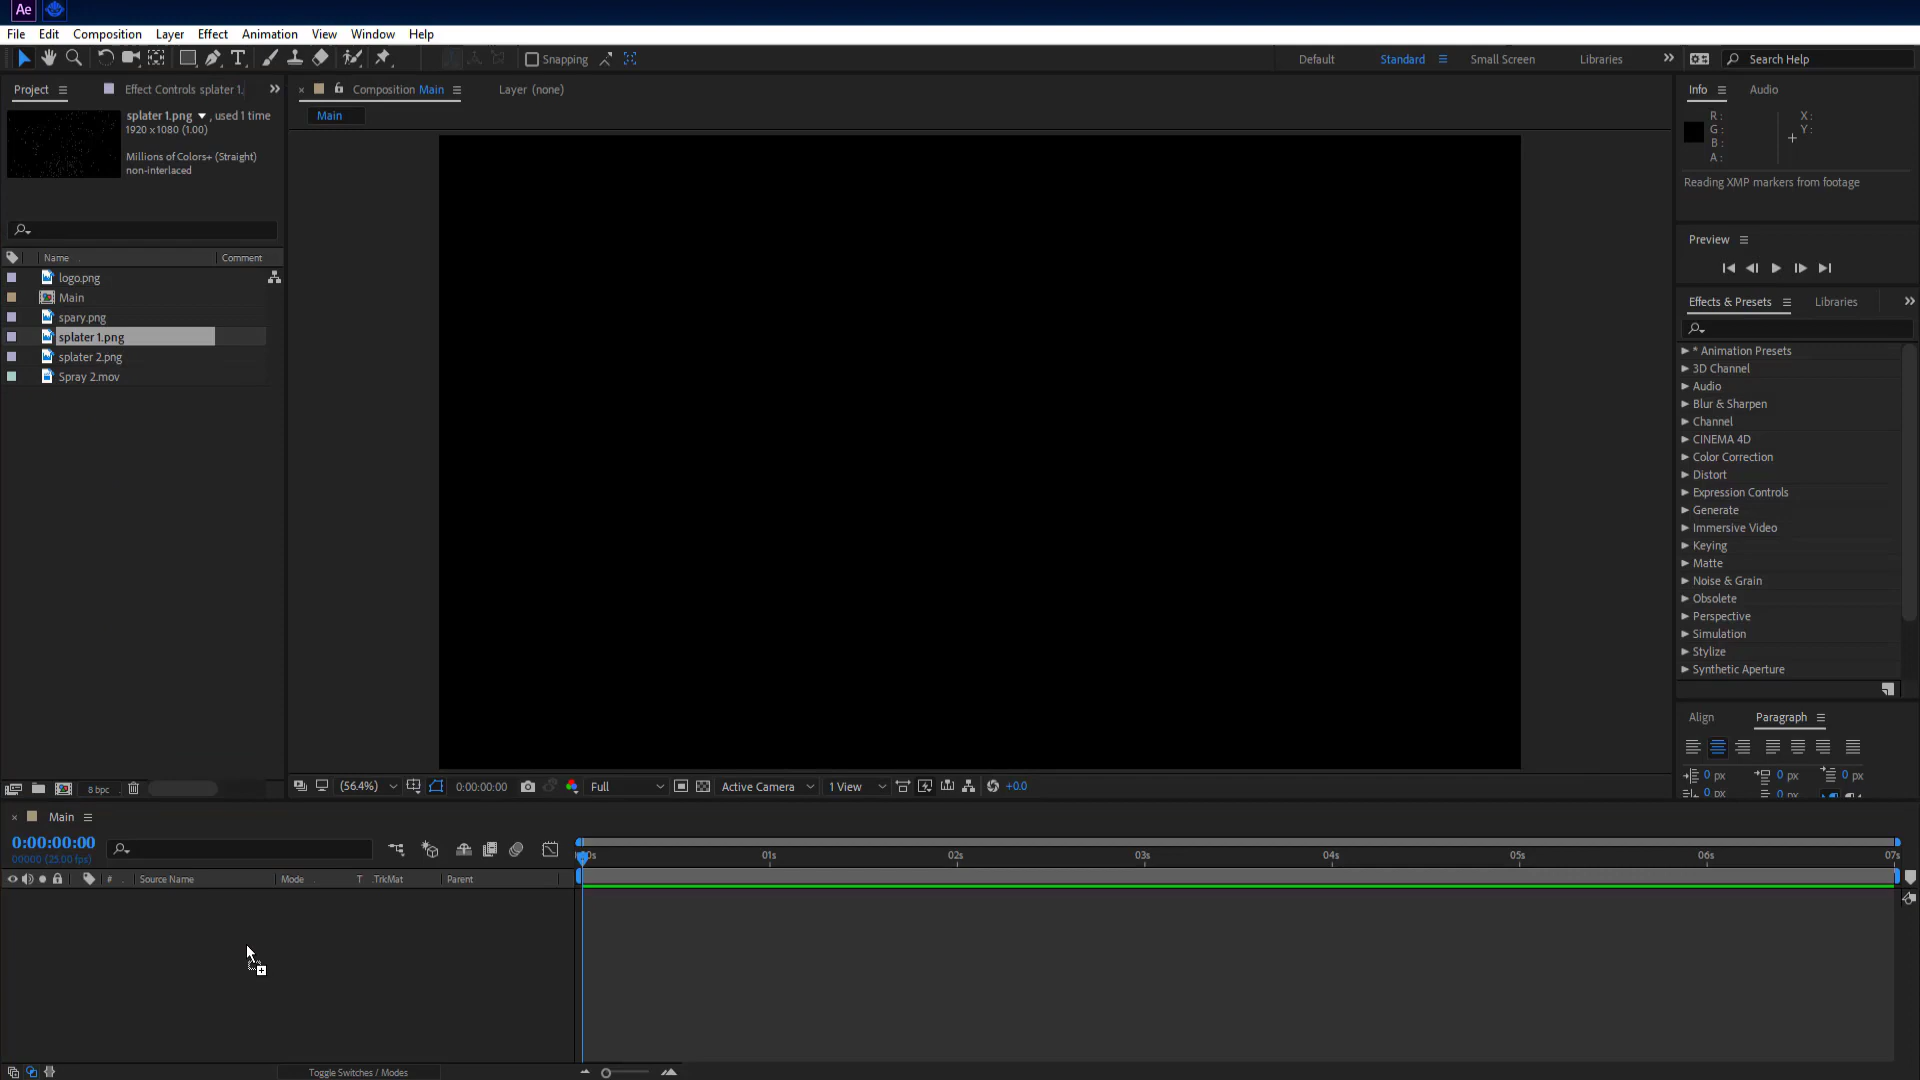 Ae
File Edit Composition Layer Effect Animation View Window Help
Snapping Default Standard Small Screen Libraries Search Help
Project Effect Controls splater 1. Composition Main Layer (none) Info Audio
splater 1.png , used 1 time
1920 x 1080 (1.00)
Millions of Colors+ (Straight)
non-interlaced
Main
R :
G :
B :
A :
X :
Y :
Reading XMP markers from footage
Preview
Name Comment
logo.png
Main
spary.png
splater 1.png
splater 2.png
Spray 2.mov
Effects & Presets Libraries
* Animation Presets
3D Channel
Audio
Blur & Sharpen
Channel
CINEMA 4D
Color Correction
Distort
Expression Controls
Generate
Immersive Video
Keying
Matte
Noise & Grain
Obsolete
Perspective
Simulation
Stylize
Synthetic Aperture
Align Paragraph
0 px 0 px 0 px
0 px 0 px
8 bpc
(56.4%) 0:00:00:00 Full Active Camera 1 View +0.0
Main
0:00:00:00
00000 (25.00 fps)
01s 02s 03s 04s 05s 06s 07s
# Source Name Mode T .TrkMat Parent
Toggle Switches / Modes